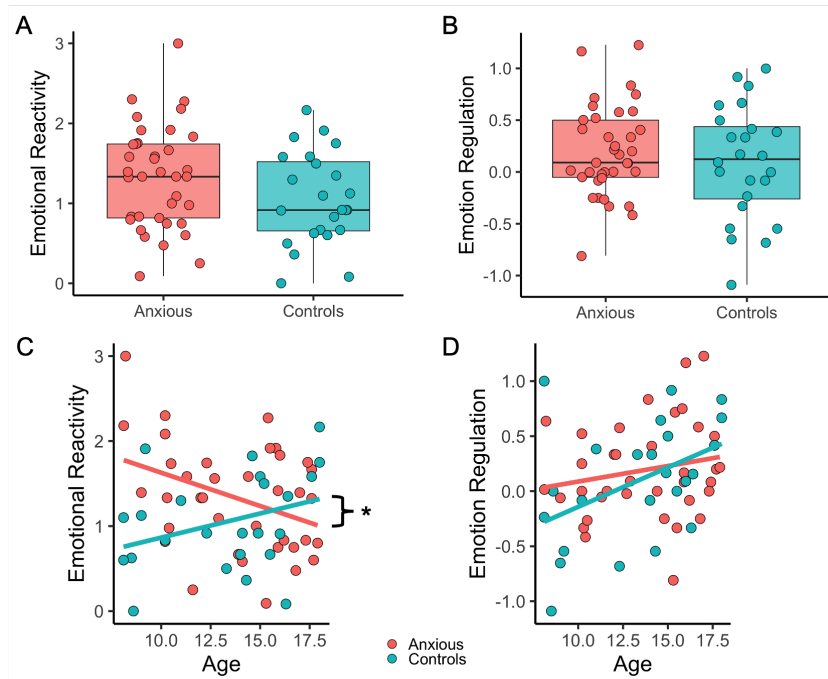 A
Emotional Reactivity
3
2
1
0
Anxious
Controls
B
Emotion Regulation
1.0
0.5
0.0
-0.5
-1.0
Anxious
Controls
C
Emotional Reactivity
3
2
1
0
*
10.0
12.5
15.0
17.5
Age
D
Emotion Regulation
1.0
0.5
0.0
-0.5
-1.0
10.0
12.5
15.0
17.5
Age
Anxious
Controls